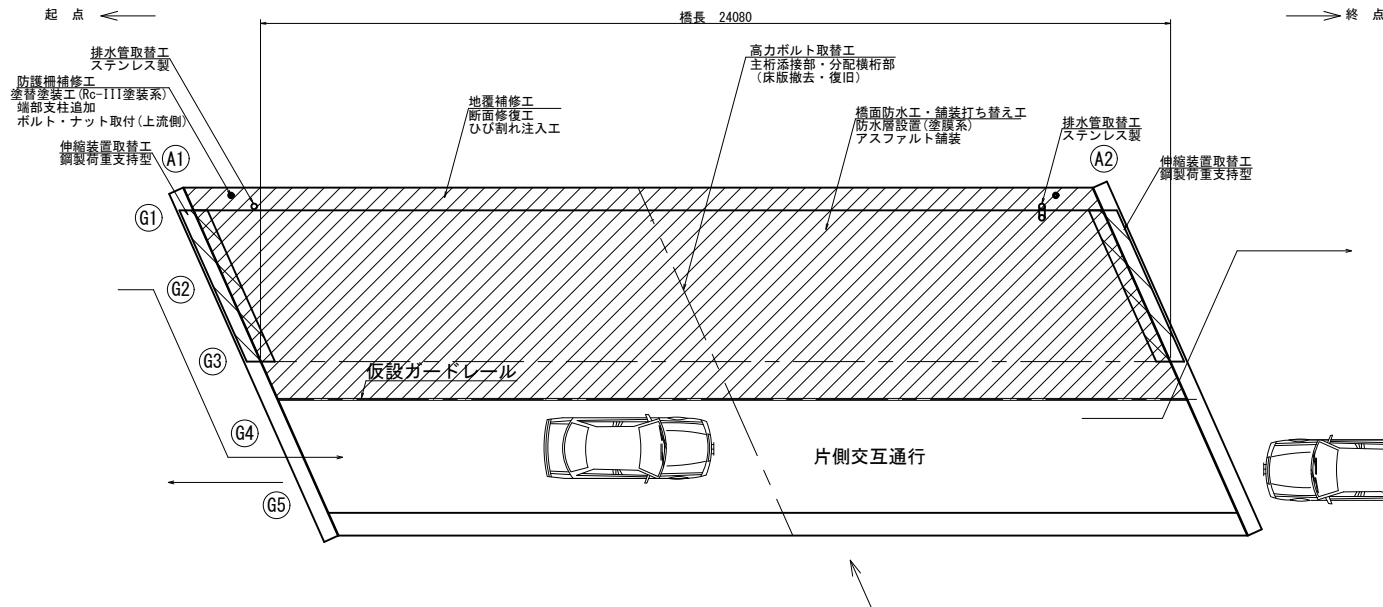 起 点
橋長 24080
終 点
排水管取替工
ステンレス製
防護柵補修工
塗替塗装工(Rc-III塗装系)
端部支柱追加
ボルト・ナット取付(上流側)
伸縮装置取替工
鋼製荷重支持型
A1
地覆補修工
断面修復工
ひび割れ注入工
高力ボルト取替工
主桁添接部・分配横桁部
(床版撤去・復旧)
橋面防水工・舗装打ち替え工
防水層設置(塗膜系)
アスファルト舗装
排水管取替工
ステンレス製
A2
伸縮装置取替工
鋼製荷重支持型
G1
G2
G3
仮設ガードレール
G4
片側交互通行
G5